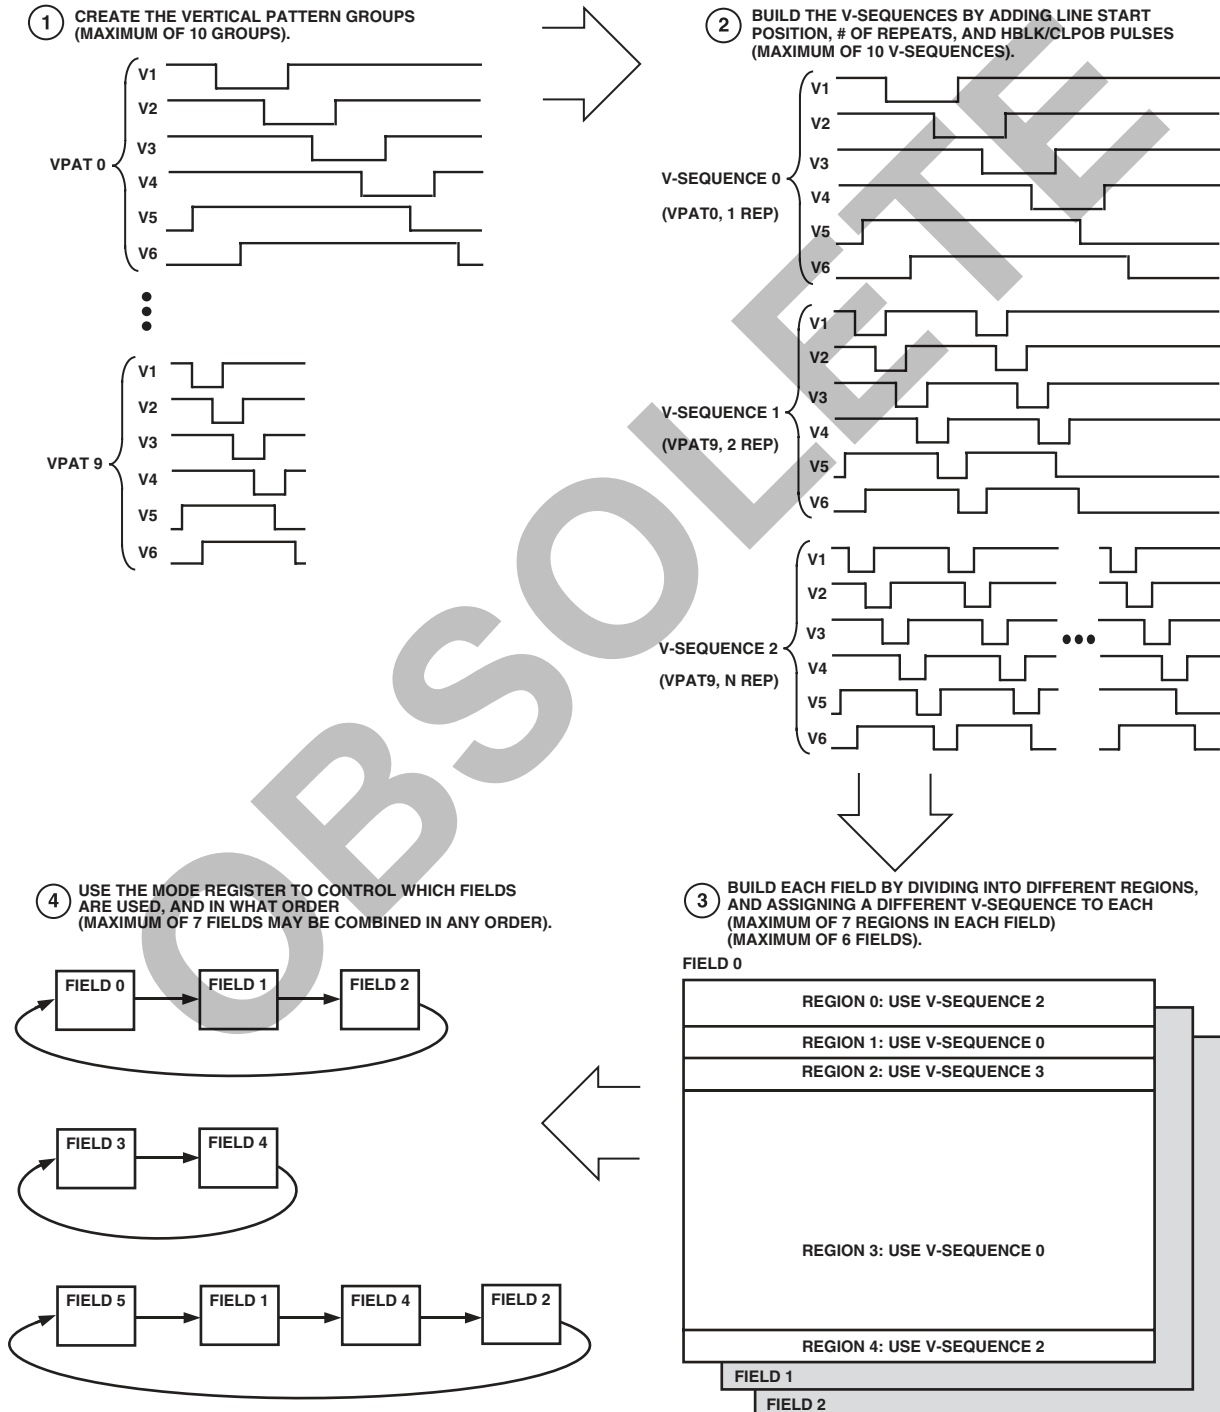 1 CREATE THE VERTICAL PATTERN GROUPS
(MAXIMUM OF 10 GROUPS).
V1
V2
V3
VPAT 0
V4
V5
V6
V1
V2
V3
VPAT 9
V4
V5
V6
2 BUILD THE V-SEQUENCES BY ADDING LINE START
POSITION, # OF REPEATS, AND HBLK/CLPOB PULSES
(MAXIMUM OF 10 V-SEQUENCES).
V1
V2
V3
V-SEQUENCE 0
V4
(VPAT0, 1 REP)
V5
V6
V1
V2
V3
V-SEQUENCE 1
V4
(VPAT9, 2 REP)
V5
V6
V1
V2
V3
V-SEQUENCE 2
V4
(VPAT9, N REP)
V5
V6
3 BUILD EACH FIELD BY DIVIDING INTO DIFFERENT REGIONS,
AND ASSIGNING A DIFFERENT V-SEQUENCE TO EACH
(MAXIMUM OF 7 REGIONS IN EACH FIELD)
(MAXIMUM OF 6 FIELDS).
FIELD 0
REGION 0: USE V-SEQUENCE 2
REGION 1: USE V-SEQUENCE 0
REGION 2: USE V-SEQUENCE 3
REGION 3: USE V-SEQUENCE 0
REGION 4: USE V-SEQUENCE 2
FIELD 1
FIELD 2
4 USE THE MODE REGISTER TO CONTROL WHICH FIELDS
ARE USED, AND IN WHAT ORDER
(MAXIMUM OF 7 FIELDS MAY BE COMBINED IN ANY ORDER).
FIELD 0 FIELD 1 FIELD 2
FIELD 3 FIELD 4
FIELD 5 FIELD 1 FIELD 4 FIELD 2
OBSOLETE